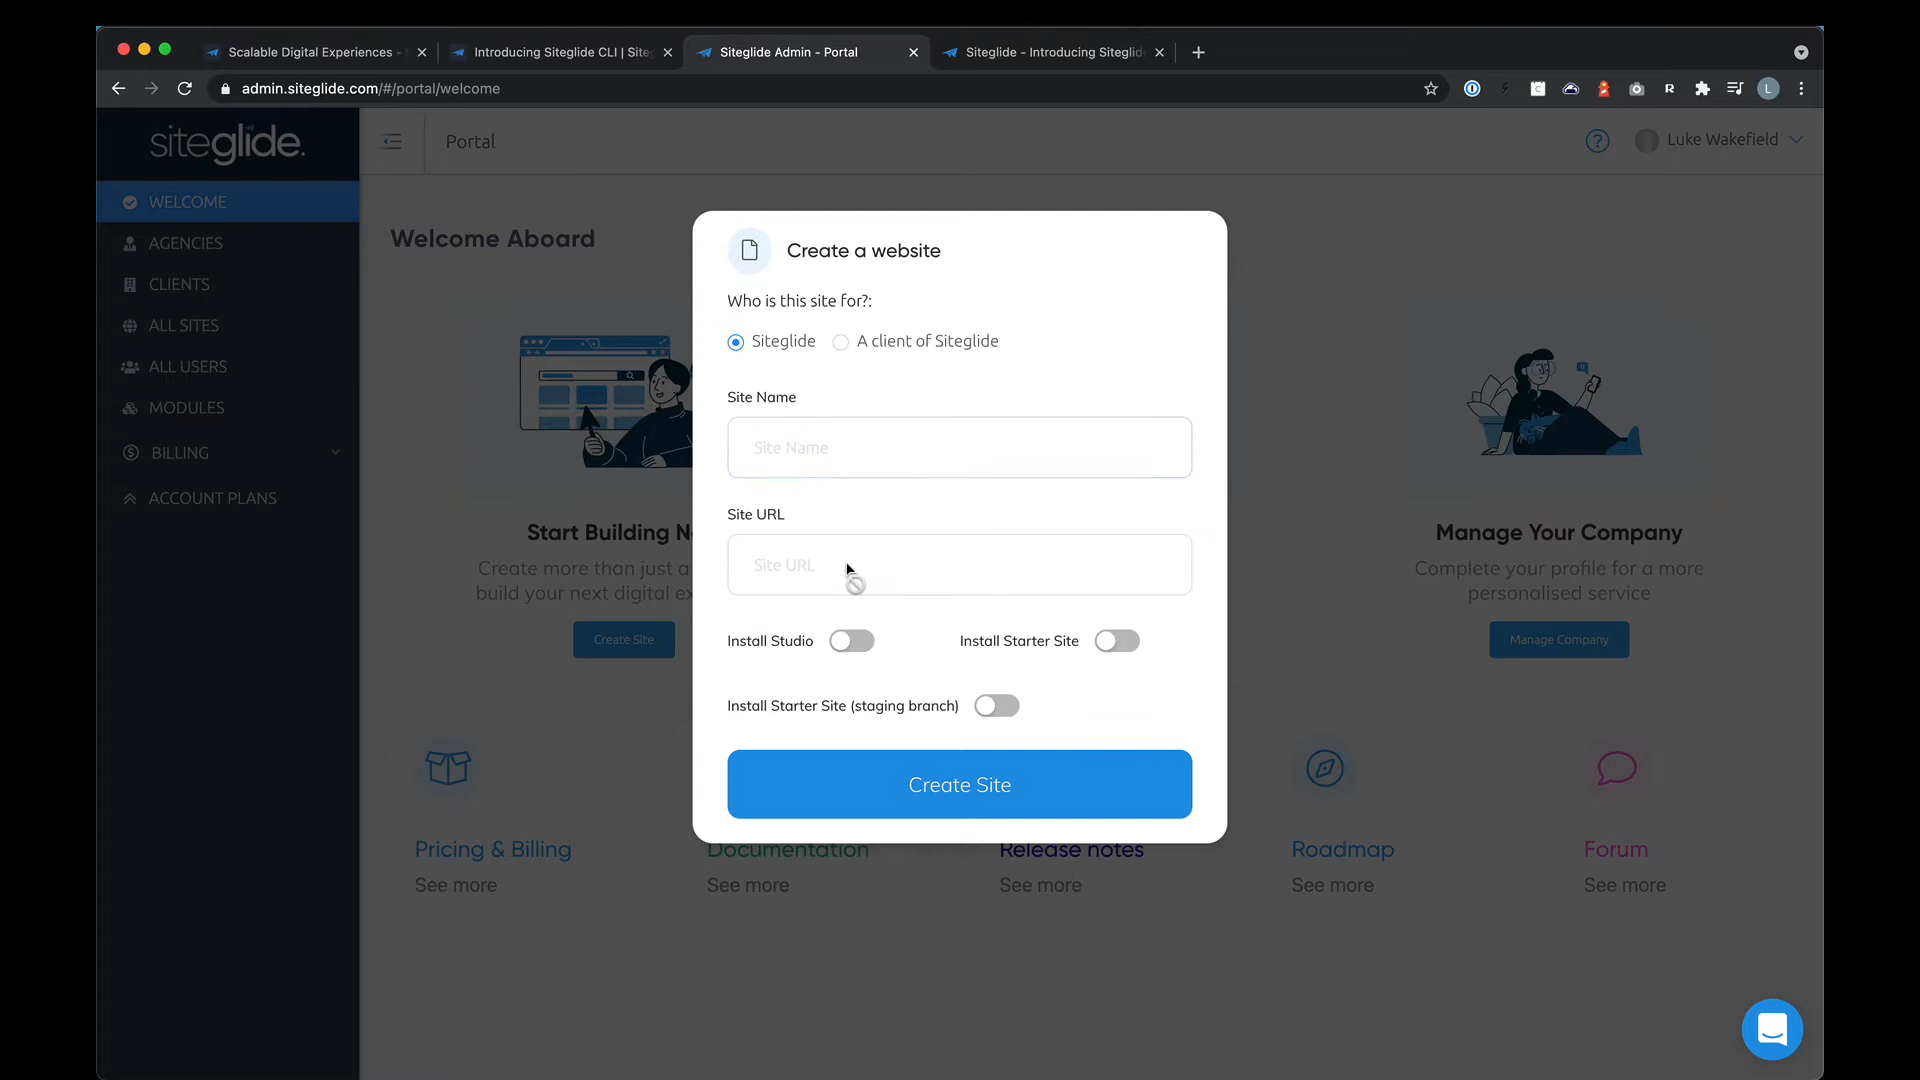 Scalable Digital Experiences -
Introducing Siteglide CLI | Siteg
Siteglide Admin - Portal
Siteglide - Introducing Siteglide
admin.siteglide.com/#/portal/welcome
L
siteglide.
Portal
Luke Wakefield
WELCOME
AGENCIES
CLIENTS
ALL SITES
ALL USERS
MODULES
BILLING
ACCOUNT PLANS
Welcome Aboard
Create a website
Who is this site for?:
Siteglide
A client of Siteglide
Site Name
Site Name
Site URL
Site URL
Install Studio
Install Starter Site
Install Starter Site (staging branch)
Create Site
Start Building N
Create more than just a
build your next digital ex
Create Site
Manage Your Company
Complete your profile for a more
personalised service
Manage Company
Pricing & Billing
See more
Documentation
See more
Release notes
See more
Roadmap
See more
Forum
See more